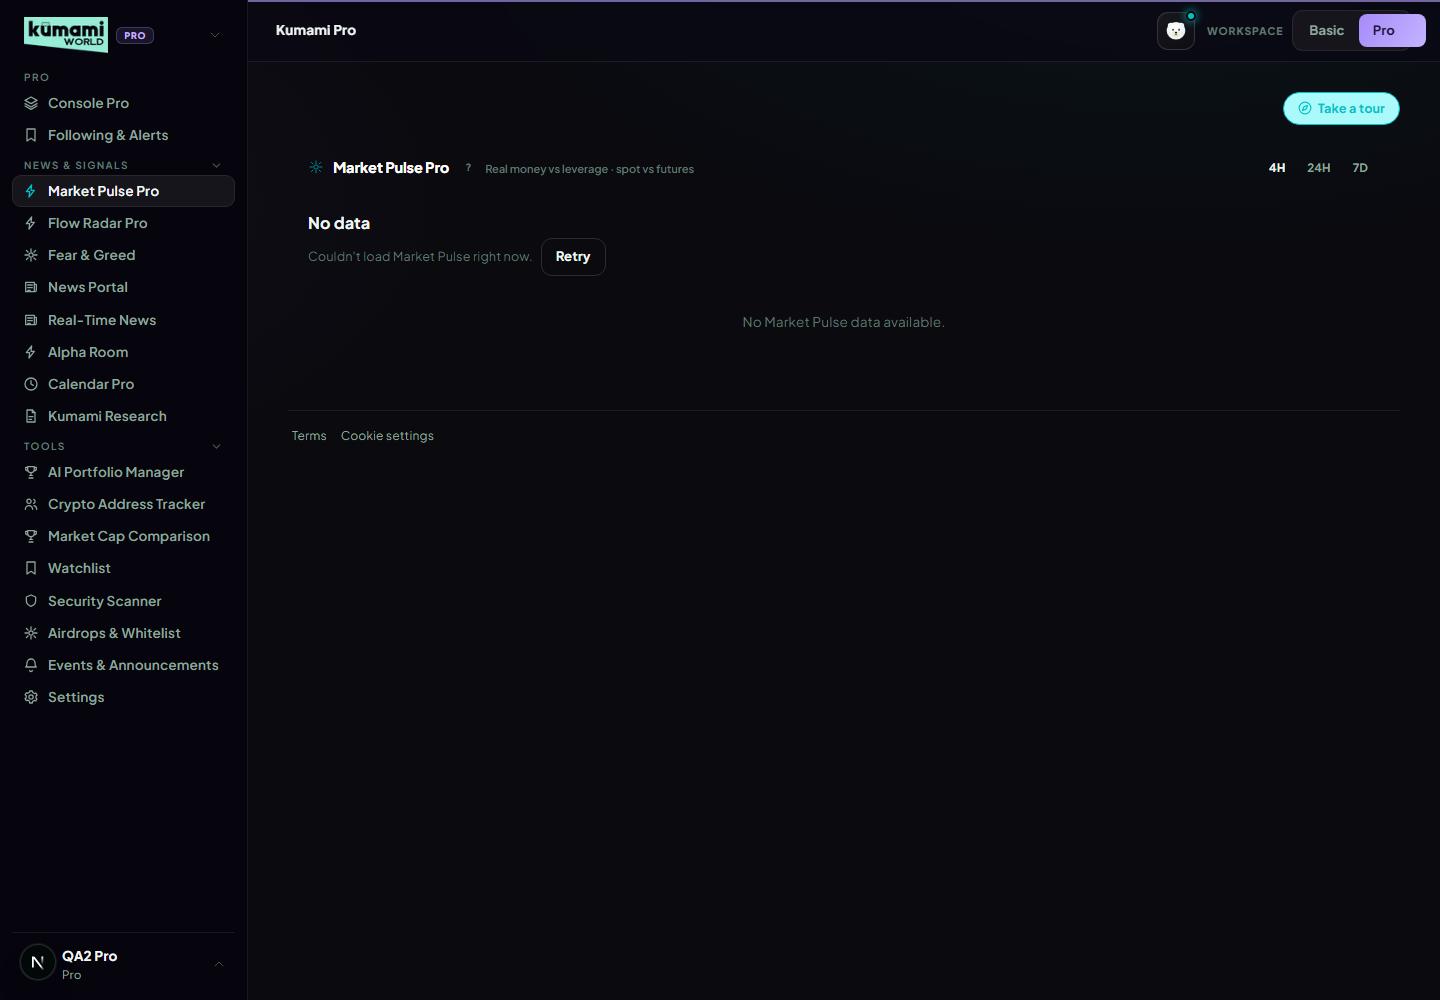 kumami
WORLD
PRO
Kumami Pro
WORKSPACE
Basic
Pro
PRO
Console Pro
Following & Alerts
NEWS & SIGNALS
Market Pulse Pro
Flow Radar Pro
Fear & Greed
News Portal
Real-Time News
Alpha Room
Calendar Pro
Kumami Research
TOOLS
AI Portfolio Manager
Crypto Address Tracker
Market Cap Comparison
Watchlist
Security Scanner
Airdrops & Whitelist
Events & Announcements
Settings
N
QA2 Pro
Pro
Take a tour
Market Pulse Pro ? Real money vs leverage · spot vs futures
4H 24H 7D
No data
Couldn't load Market Pulse right now. Retry
No Market Pulse data available.
Terms Cookie settings